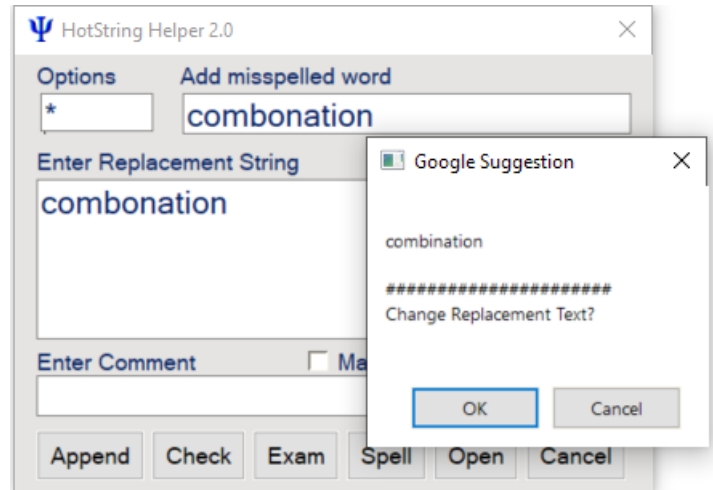 HotString Helper 2.0
Options Add misspelled word
* combonation
Enter Replacement String
combonation
Google Suggestion
combination
######################
Change Replacement Text?
OK Cancel
Enter Comment Ma
Append Check Exam Spell Open Cancel